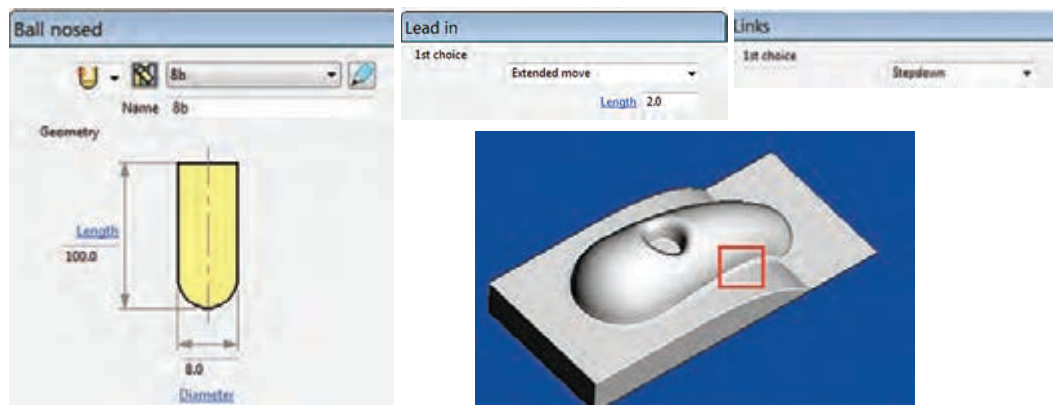 Ball nosed
8b
Name 8b
Geometry
Length
100.0
8.0
Diameter
Lead in
1st choice
Extended move
Length 2.0
Links
1st choice
Stepdown